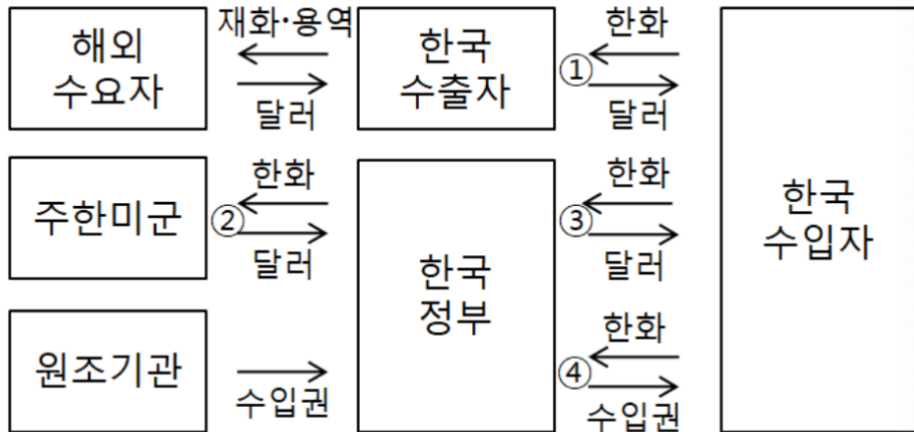 해외
수요자
재화·용역
달러
한국
수출자
①
한화
달러
주한미군
②
한화
달러
한국
정부
③
한화
달러
한국
수입자
원조기관
수입권
④
한화
수입권